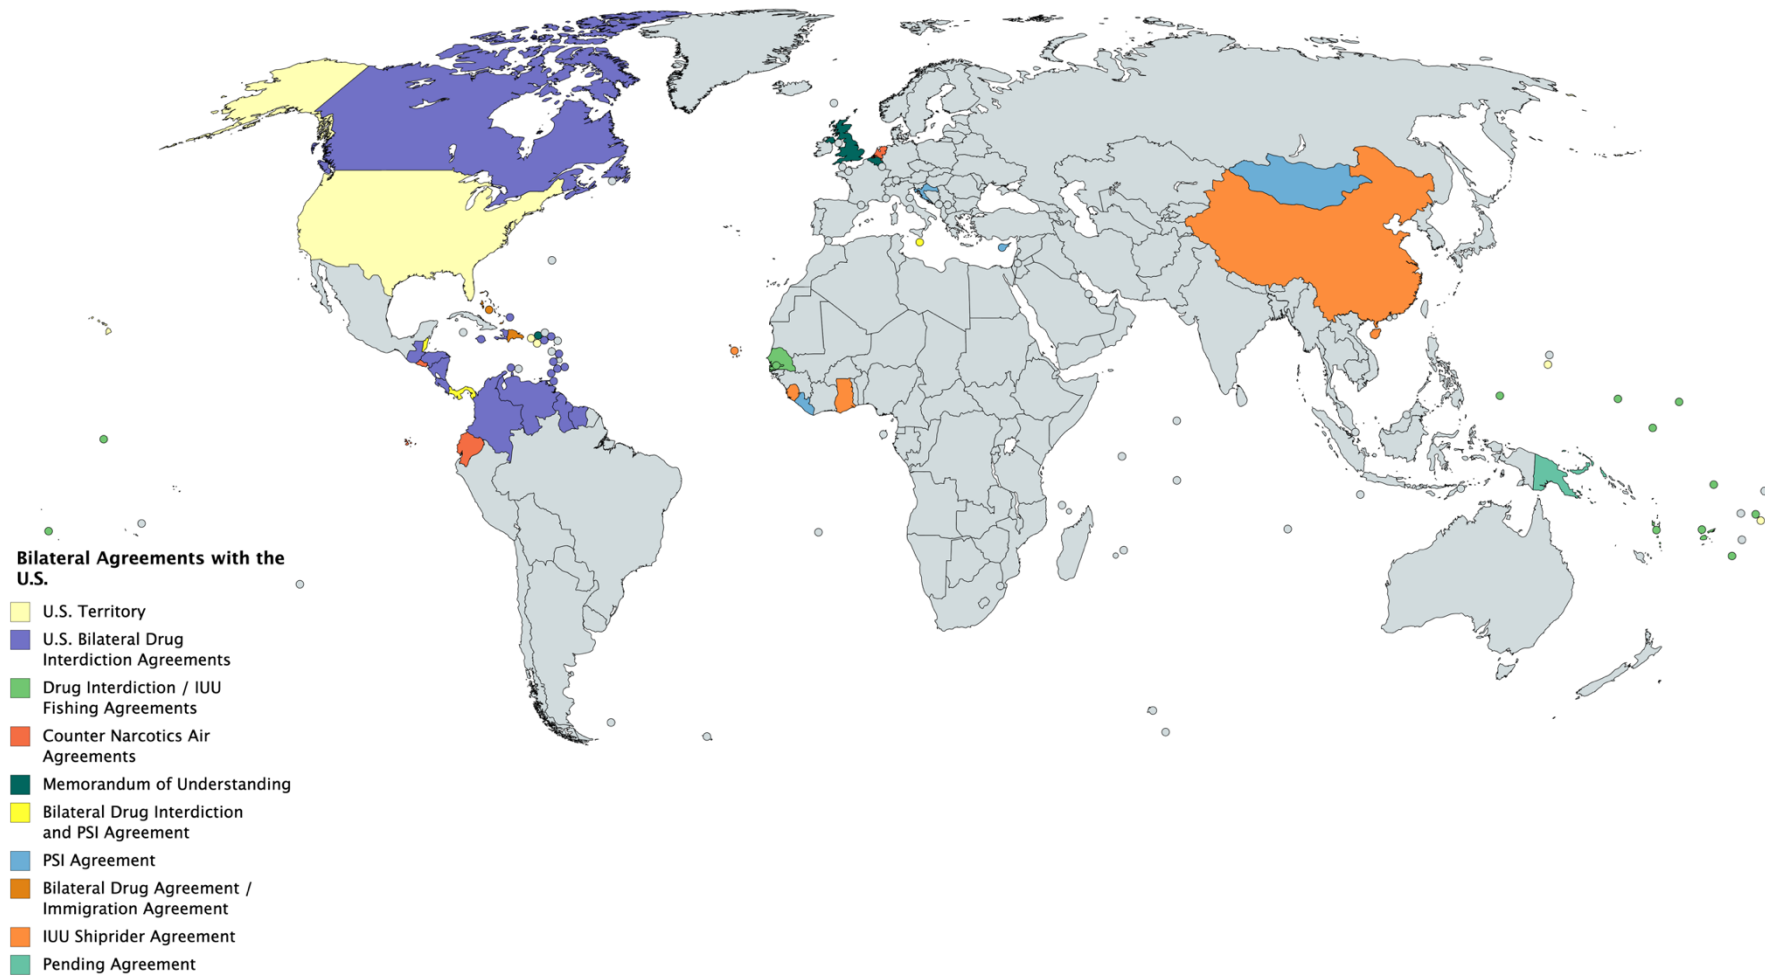 Bilateral Agreements with the
U.S.
U.S. Territory
U.S. Bilateral Drug
Interdiction Agreements
Drug Interdiction / IUU
Fishing Agreements
Counter Narcotics Air
Agreements
Memorandum of Understanding
Bilateral Drug Interdiction
and PSI Agreement
PSI Agreement
Bilateral Drug Agreement /
Immigration Agreement
IUU Shiprider Agreement
Pending Agreement